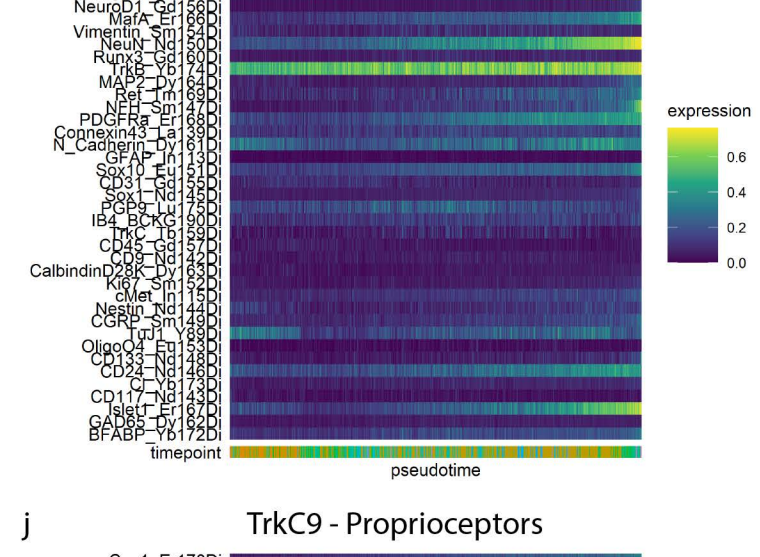 NeuroD1_Gd156Di
MafA_Er166Di
Vimentin_Sm154Di
NeuN_Nd150Di
Runx3_Gd160Di
TrkB_Yb174Di
MAP2_Dy164Di
Ret_Tm169Di
NFH_Sm147Di
PDGFRa_Er168Di
Connexin43_La139Di
N_Cadherin_Dy161Di
GFAP_In113Di
Sox10_Eu151Di
CD31_Gd155Di
Sox1_Nd145Di
PGP9_Lu175Di
IB4_BCKG190Di
TrkC_Tb159Di
CD45_Gd157Di
CD9_Nd142Di
CalbindinD28K_Dy163Di
Ki67_Sm152Di
cMet_In115Di
Nestin_Nd144Di
CGRP_Sm149Di
TuJ1_Y89Di
OligoO4_Eu153Di
CD133_Nd148Di
CD24_Nd146Di
Cl_Yb173Di
CD117_Nd143Di
Islet1_Er167Di
GAD65_Dy162Di
BFABP_Yb172Di
timepoint
pseudotime
expression
0.6
0.4
0.2
0.0
j
TrkC9 - Proprioceptors